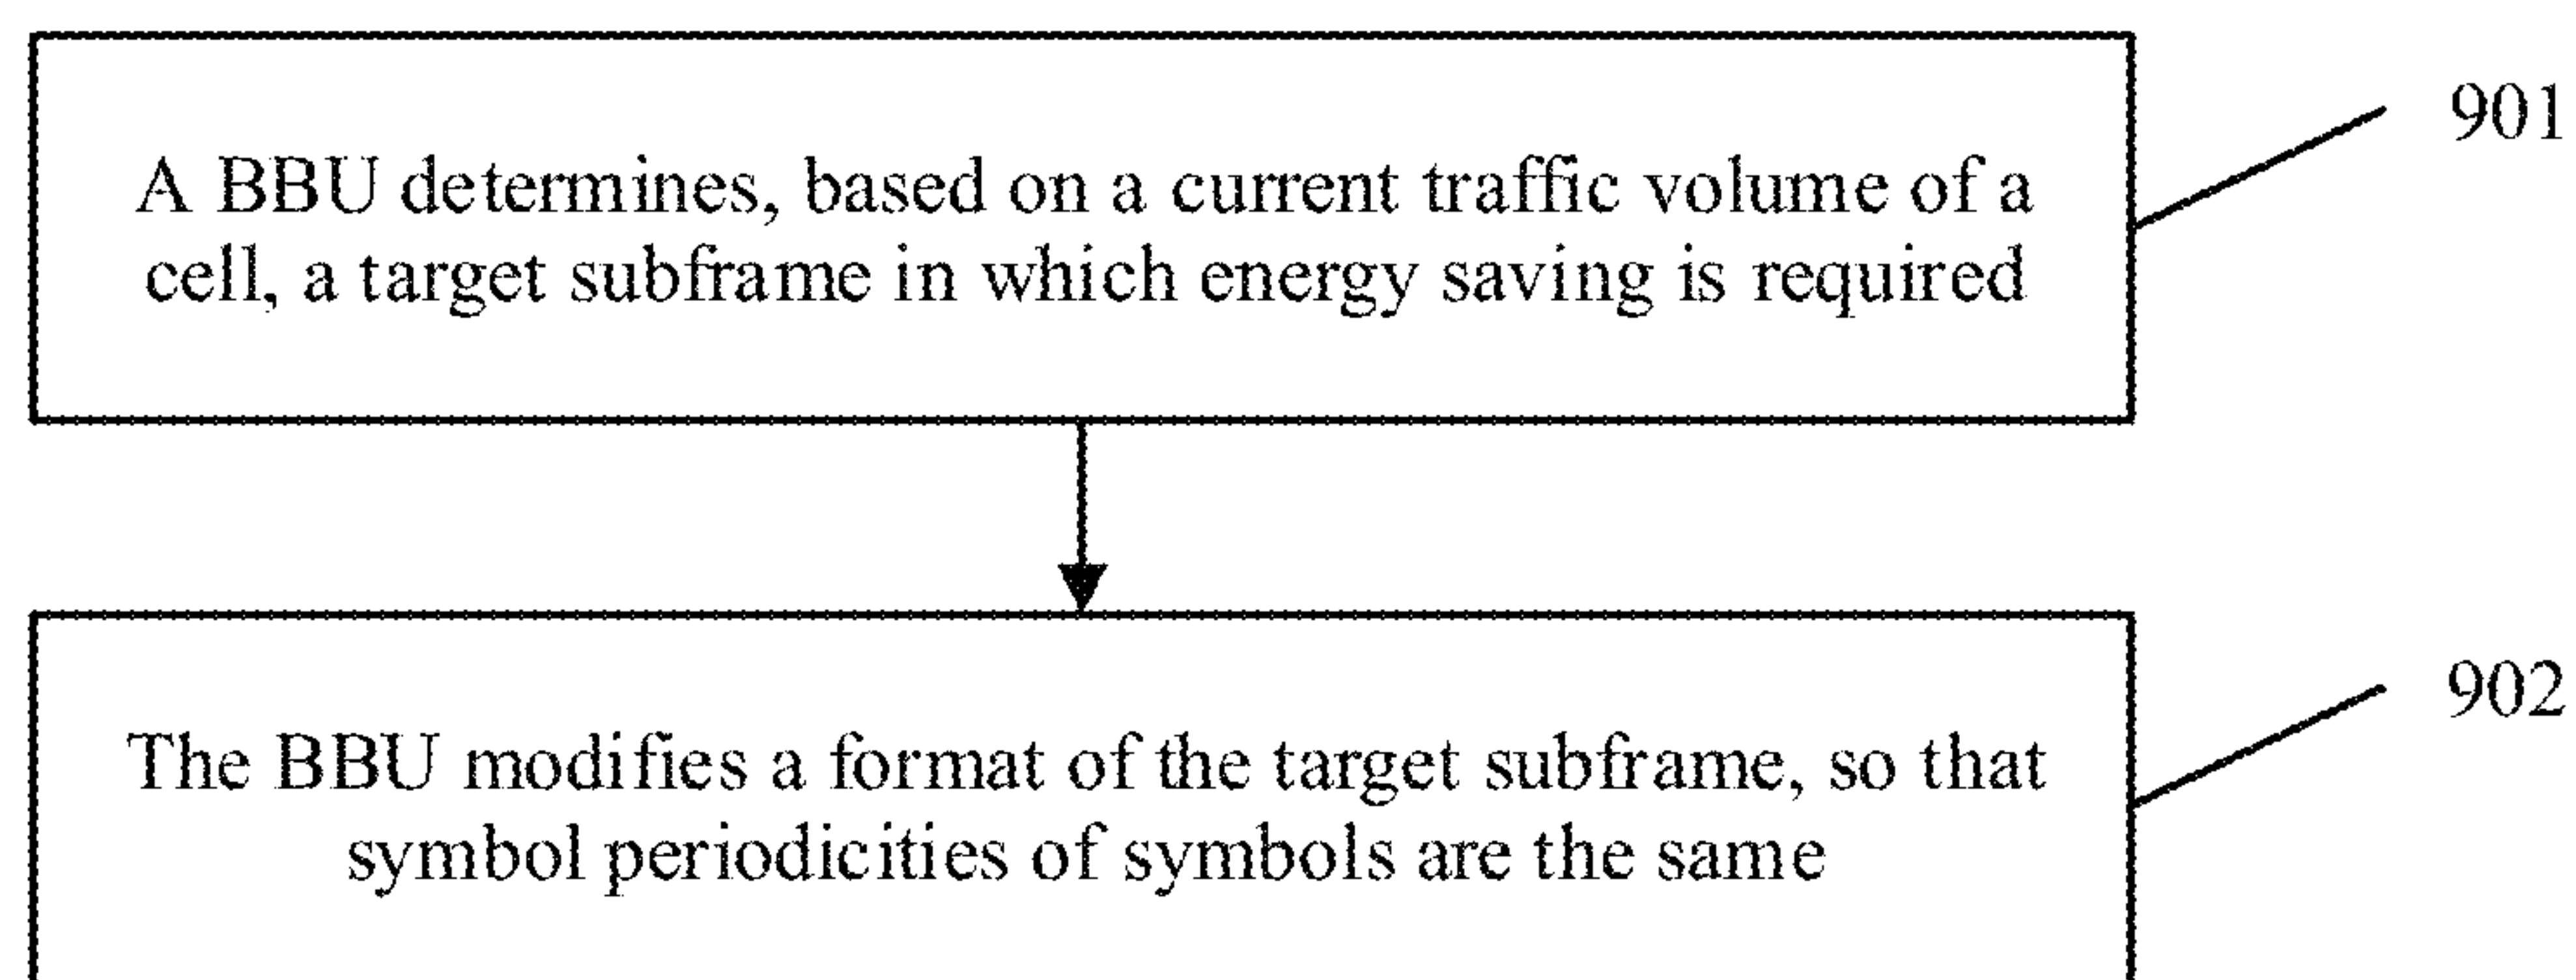 901
A BBU determines, based on a current traffic volume of a
cell, a target subframe in which energy saving is required
902
The BBU modifies a format of the target subframe, so that
symbol periodicities of symbols are the same